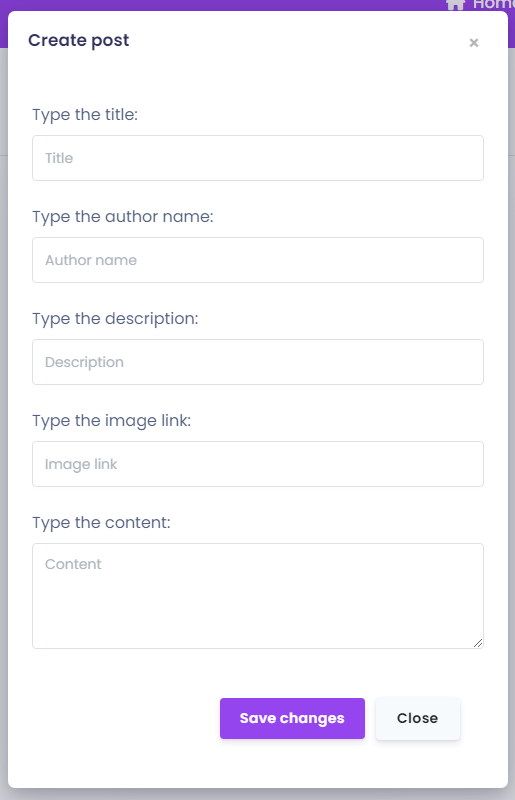 Home
Create post
×
Type the title:
Title
Type the author name:
Author name
Type the description:
Description
Type the image link:
Image link
Type the content:
Content
Save changes Close